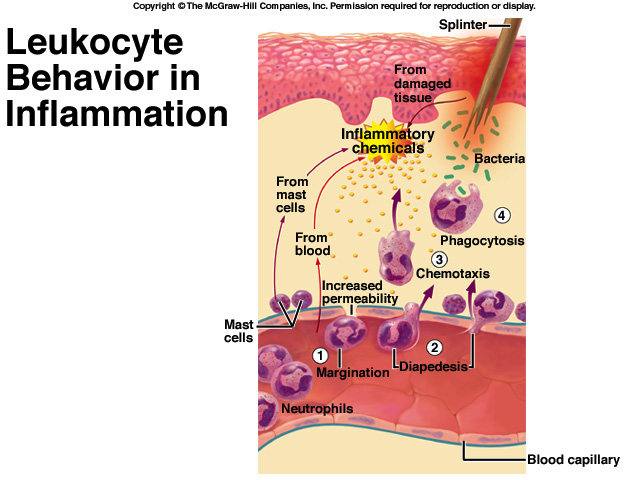 Copyright © The McGraw-Hill Companies, Inc. Permission required for reproduction or display.
Leukocyte
Behavior in
Inflammation
Splinter
From
damaged
tissue
Inflammatory
chemicals
Bacteria
From
mast
cells
4
Phagocytosis
From
blood
3
Chemotaxis
Increased
permeability
Mast
cells
1
Margination
2
Diapedesis
Neutrophils
Blood capillary